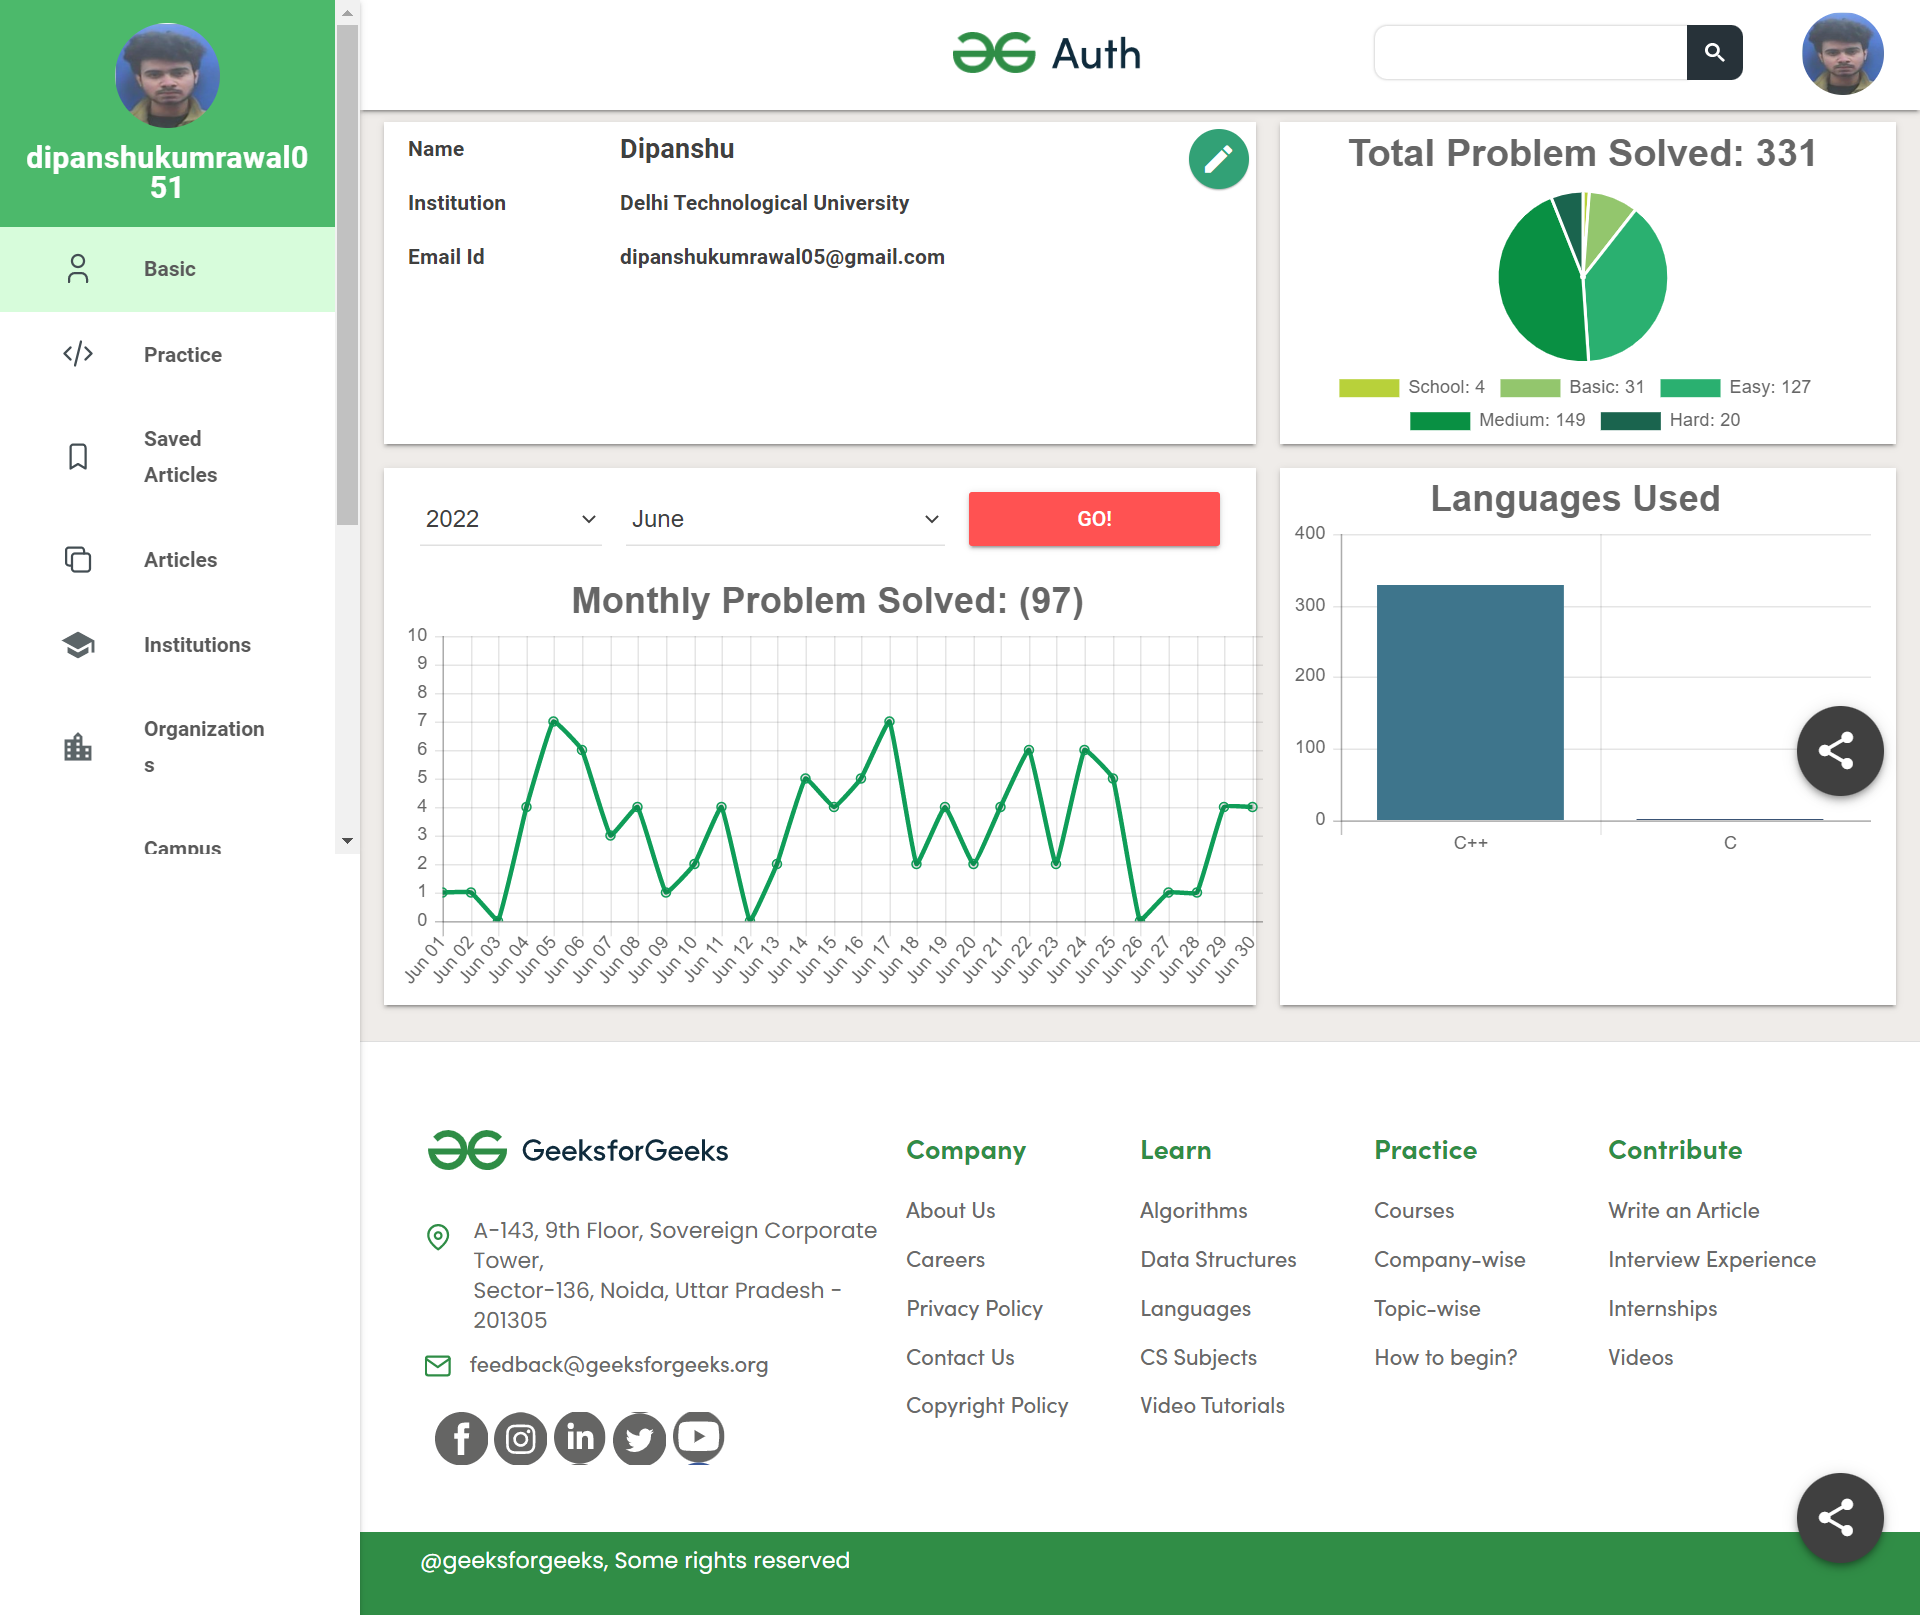 dipanshukumrawal0
51
Basic
Practice
Saved
Articles
Articles
Institutions
Organization
s
Campus
Auth
Name Dipanshu
Institution Delhi Technological University
Email Id dipanshukumrawal05@gmail.com
Total Problem Solved: 331
School: 4 Basic: 31 Easy: 127
Medium: 149 Hard: 20
2022 June GO!
Monthly Problem Solved: (97)
10
9
8
7
6
5
4
3
2
1
0
Jun 01 Jun 02 Jun 03 Jun 04 Jun 05 Jun 06 Jun 07 Jun 08 Jun 09 Jun 10 Jun 11 Jun 12 Jun 13 Jun 14 Jun 15 Jun 16 Jun 17 Jun 18 Jun 19 Jun 20 Jun 21 Jun 22 Jun 23 Jun 24 Jun 25 Jun 26 Jun 27 Jun 28 Jun 29 Jun 30
Languages Used
400
300
200
100
0
C++ C
GeeksforGeeks
A-143, 9th Floor, Sovereign Corporate
Tower,
Sector-136, Noida, Uttar Pradesh -
201305
feedback@geeksforgeeks.org
Company
About Us
Careers
Privacy Policy
Contact Us
Copyright Policy
Learn
Algorithms
Data Structures
Languages
CS Subjects
Video Tutorials
Practice
Courses
Company-wise
Topic-wise
How to begin?
Contribute
Write an Article
Interview Experience
Internships
Videos
@geeksforgeeks, Some rights reserved